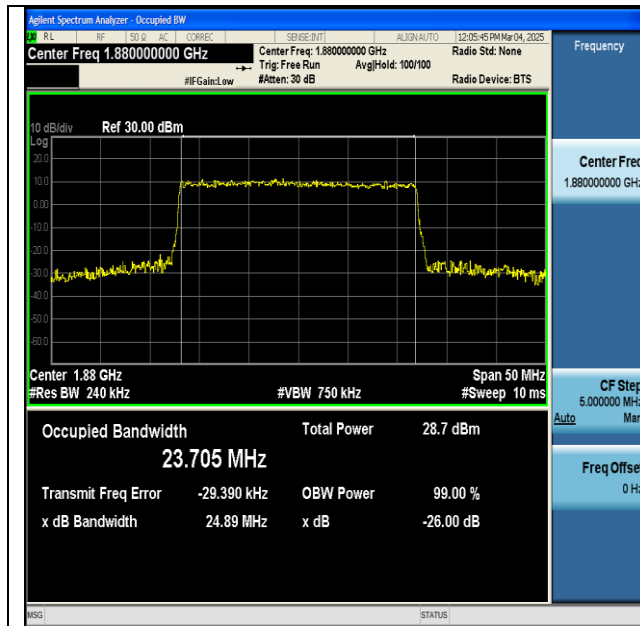 Agilent Spectrum Analyzer - Occupied BW
LXI RL RF 50 Ω AC CORREC SENSE:INT ALIGN AUTO 12:05:45 PM Mar 04, 2025
Center Freq 1.880000000 GHz Center Freq: 1.880000000 GHz Radio Std: None
Trig: Free Run Avg|Hold: 100/100
#IFGain:Low #Atten: 30 dB Radio Device: BTS
10 dB/div Ref 30.00 dBm
Log
20.0
10.0
0.00
-10.0
-20.0
-30.0
-40.0
-50.0
-60.0
Center 1.88 GHz Span 50 MHz
#Res BW 240 kHz #VBW 750 kHz #Sweep 10 ms
Occupied Bandwidth Total Power 28.7 dBm
23.705 MHz
Transmit Freq Error -29.390 kHz OBW Power 99.00 %
x dB Bandwidth 24.89 MHz x dB -26.00 dB
MSG STATUS
Frequency
Center Freq
1.880000000 GHz
CF Step
5.000000 MHz
Auto Man
Freq Offset
0 Hz